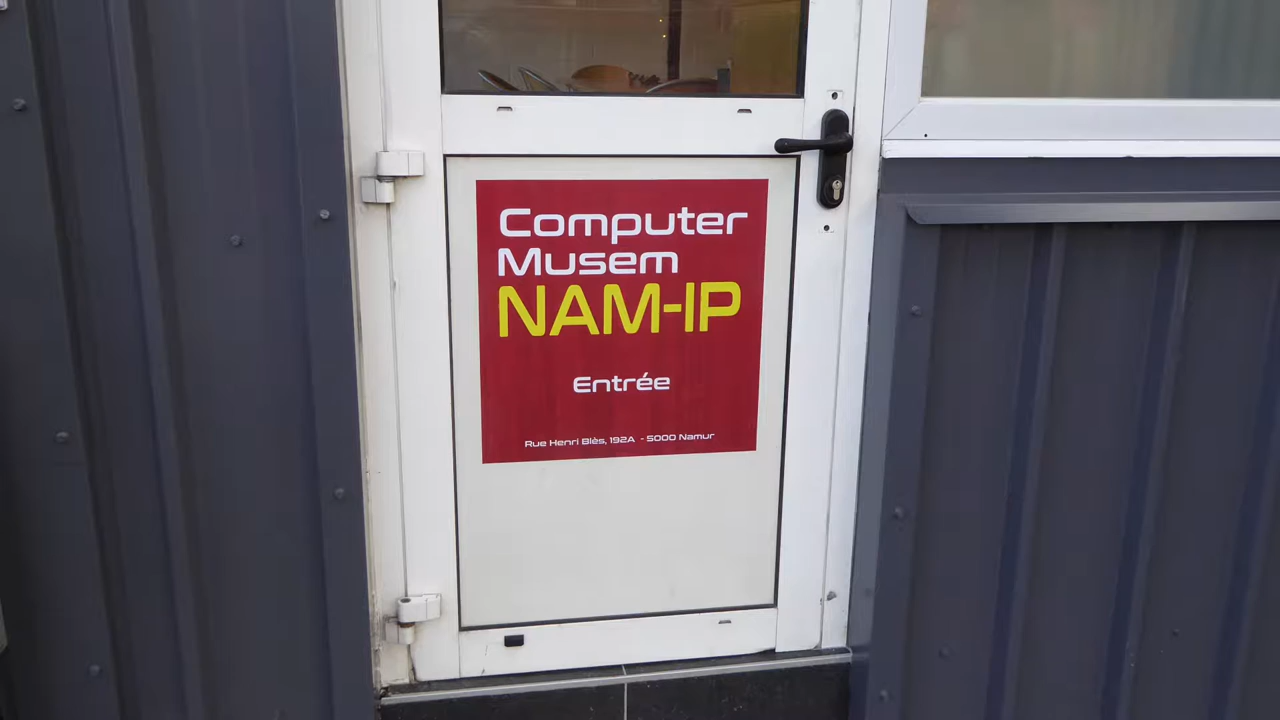 Computer
Musem
NAM-IP
Entrée
Rue Henri Blès, 192A - 5000 Namur